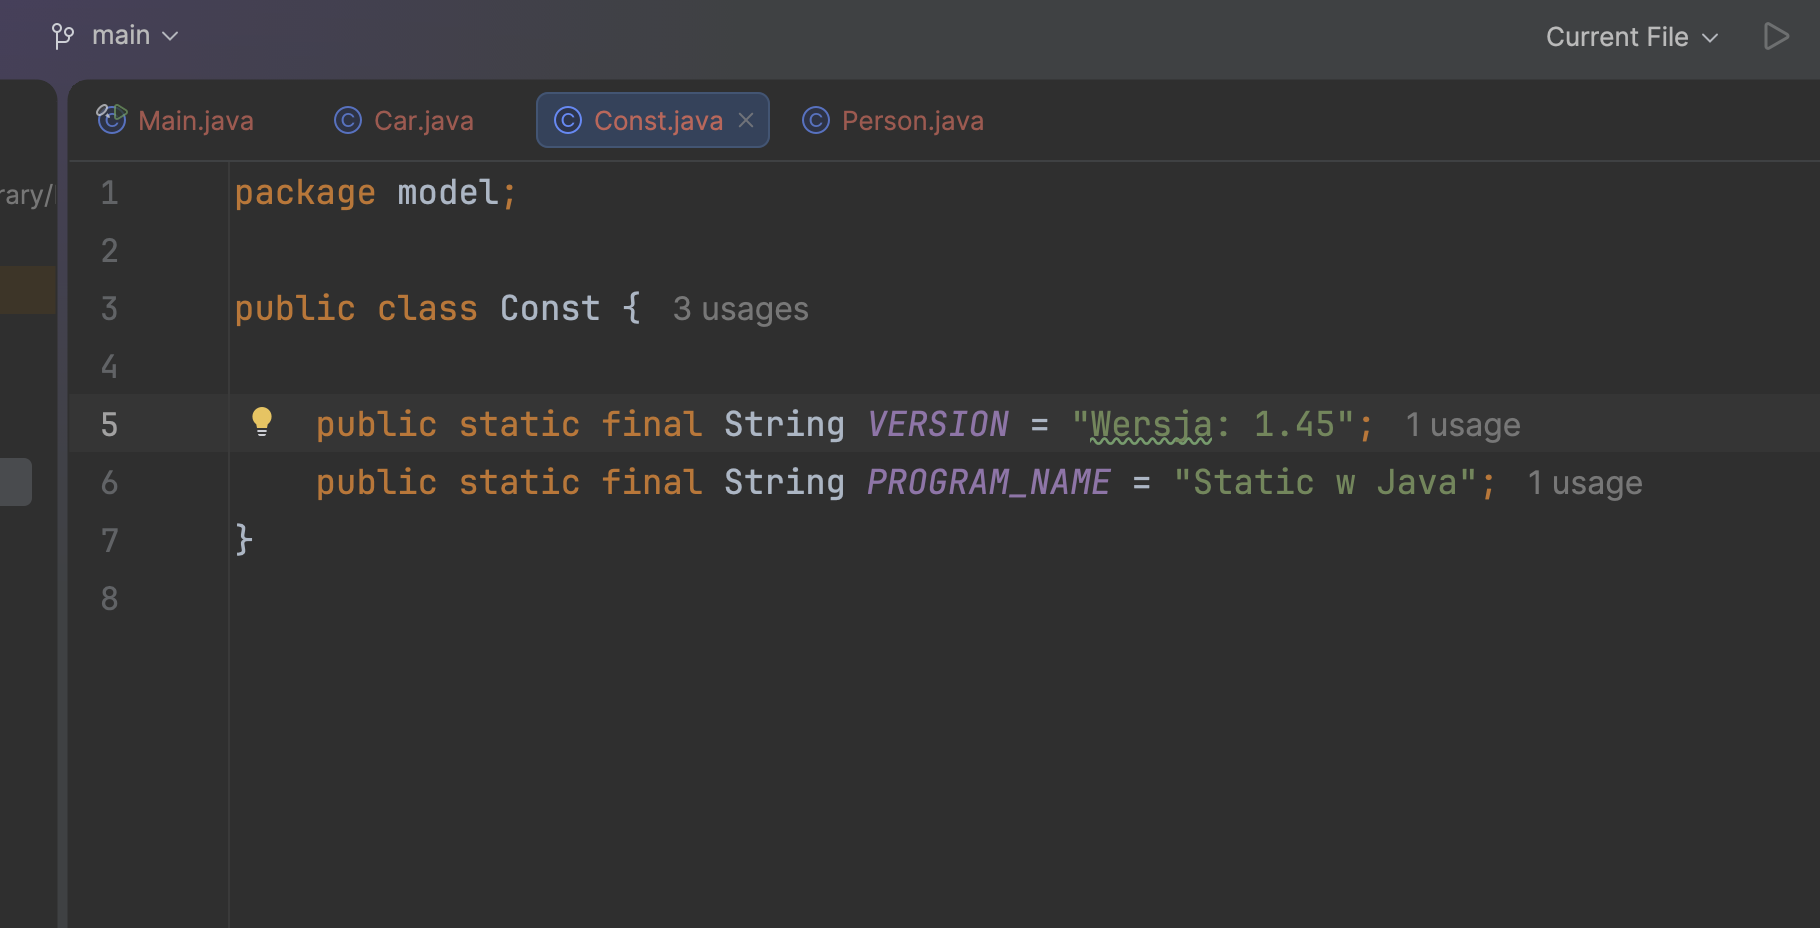 main
Current File
Main.java Car.java Const.java Person.java
rary/
1 package model;
2
3 public class Const { 3 usages
4
5 public static final String VERSION = "Wersja: 1.45"; 1 usage
6 public static final String PROGRAM_NAME = "Static w Java"; 1 usage
7 }
8